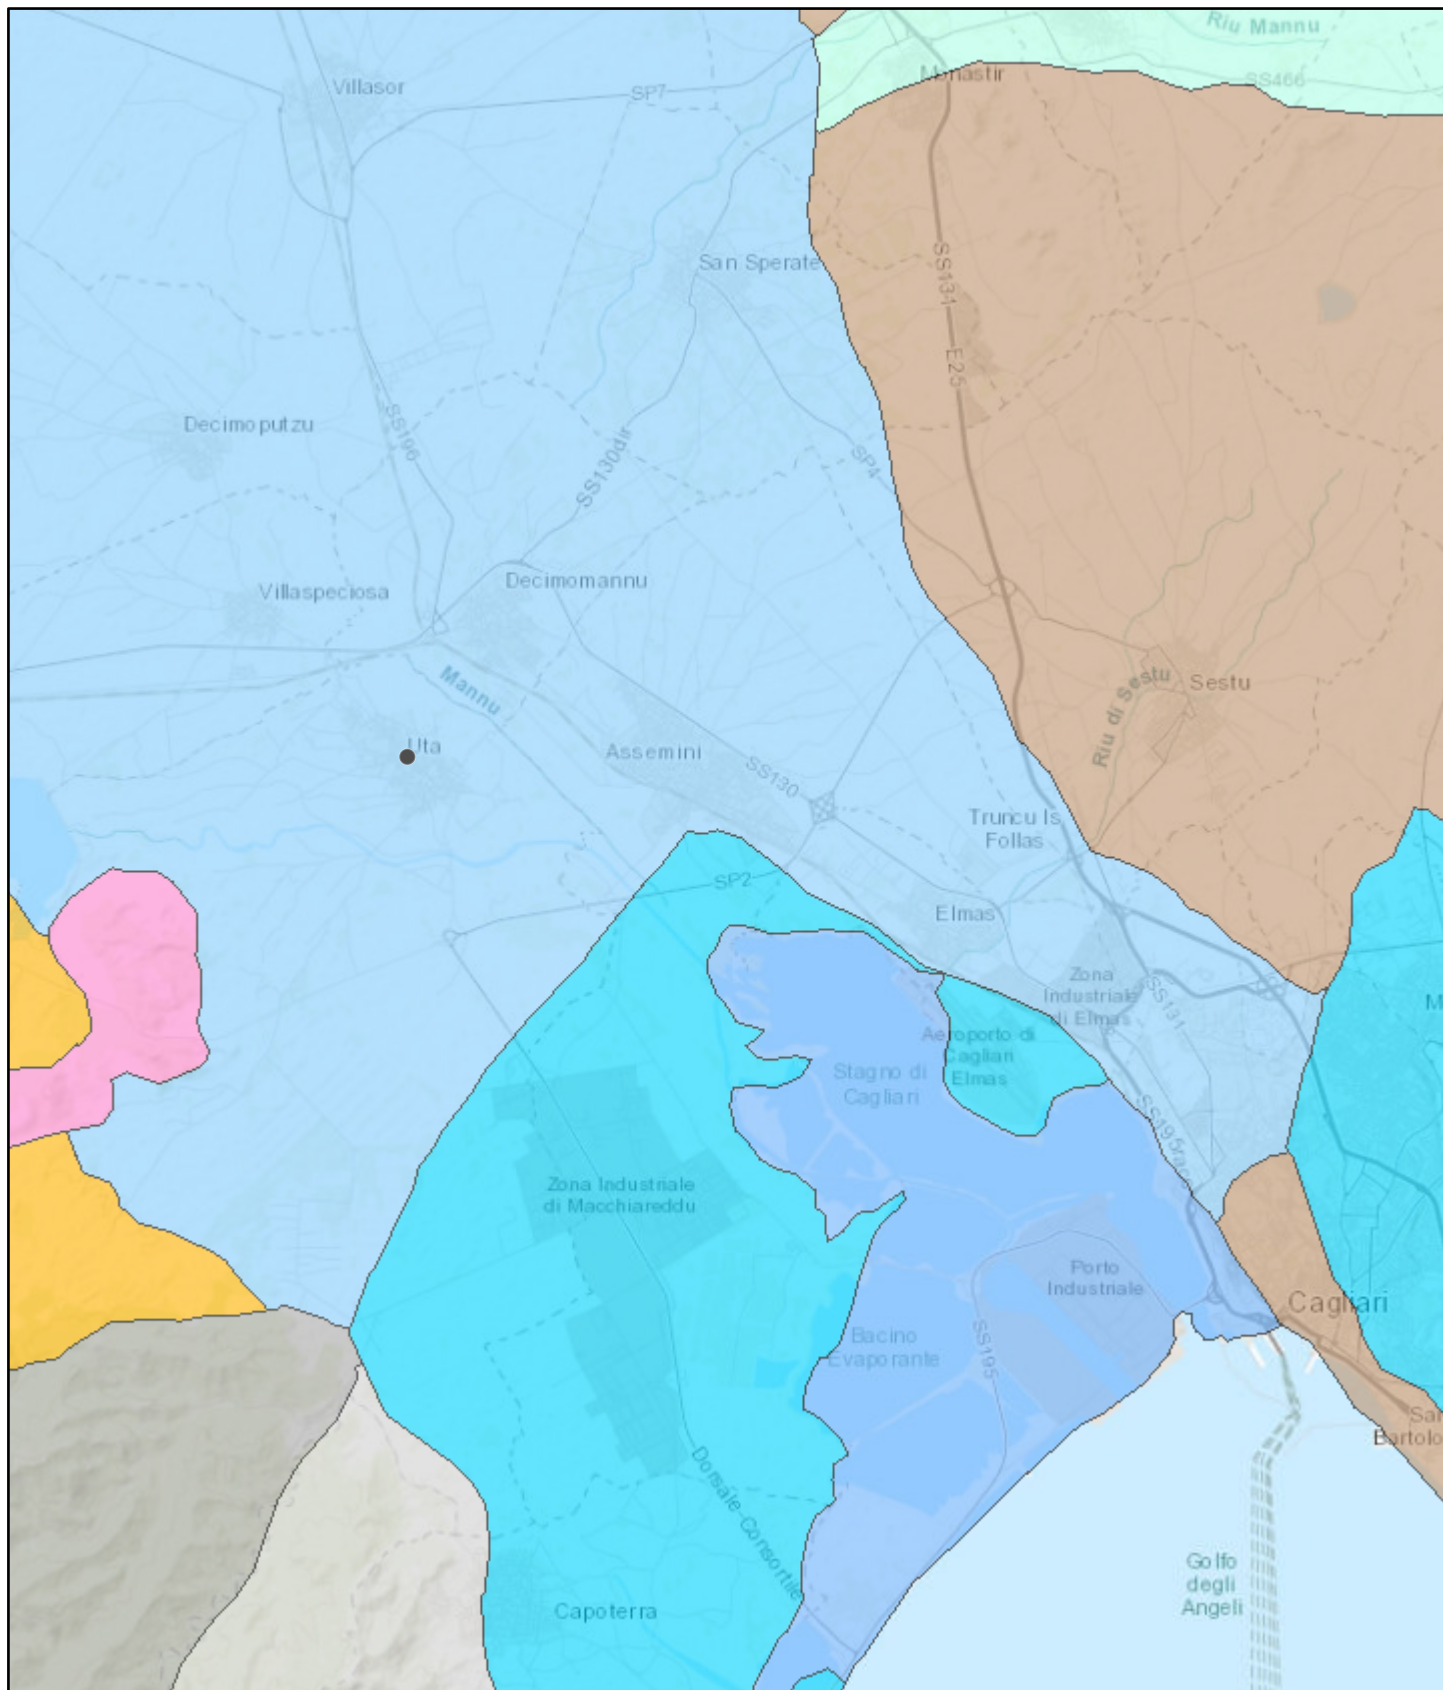 Riu Mannu
Monastir
SS466
Villasor
SP7
San Sperate
SS131
E25
Decimoputzu
SS196
SS130dir
SP4
Villaspeciosa
Decimomannu
Mannu
Sestu
Riu di Sestu
Uta
Assemini
SS130
Truncu Is
Follas
SP2
Elmas
Zona
Industriale
di Elmas
SS131
Aeroporto di
Cagliari
Elmas
Stagno di
Cagliari
M
Zona Industriale
di Macchiareddu
Porto
Industriale
Cagliari
Bacino
Evaporante
SS195
San
Bartolo
Dorsale-Consortile
Golfo
degli
Angeli
Capoterra